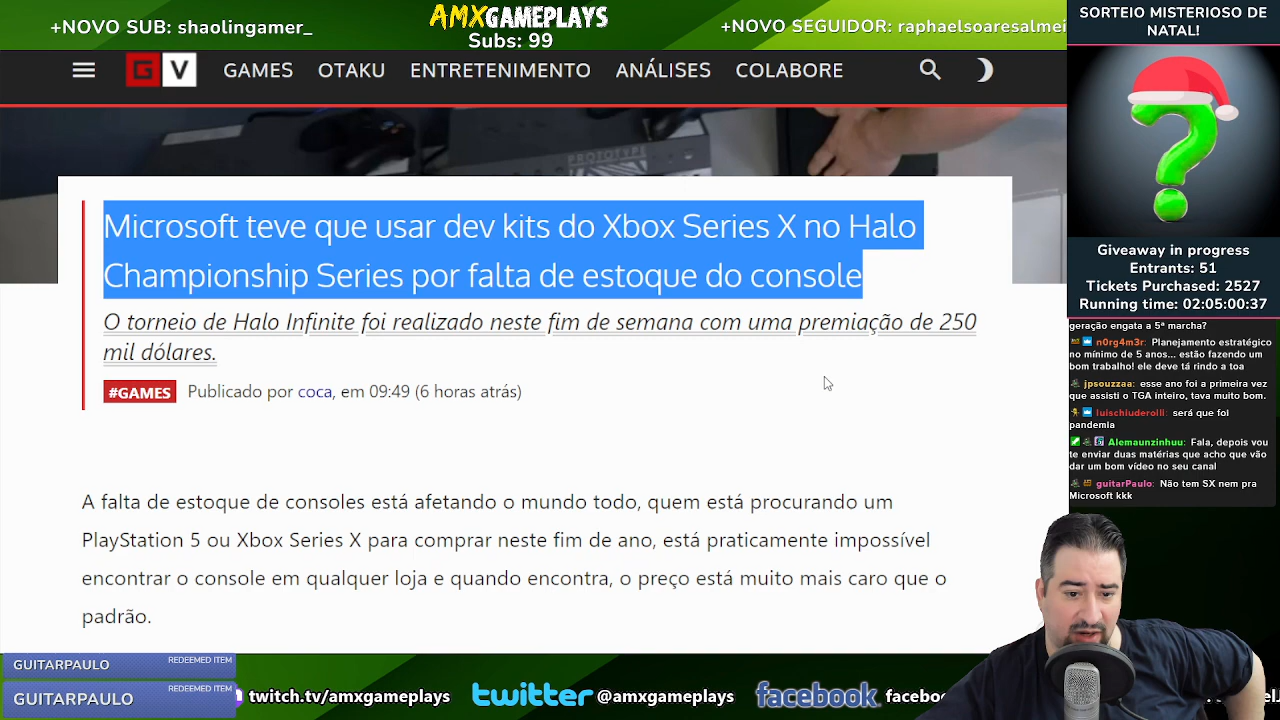 +NOVO SUB: shaolingamer_
AMXGAMEPLAYS
Subs: 99
+NOVO SEGUIDOR: raphaelsoaresalmei
SORTEIO MISTERIOSO DE
NATAL!
G V GAMES OTAKU ENTRETENIMENTO ANÁLISES COLABORE
PROTOTYPE
Microsoft teve que usar dev kits do Xbox Series X no Halo
Championship Series por falta de estoque do console
O torneio de Halo Infinite foi realizado neste fim de semana com uma premiação de 250
mil dólares.
#GAMES Publicado por coca, em 09:49 (6 horas atrás)
A falta de estoque de consoles está afetando o mundo todo, quem está procurando um
PlayStation 5 ou Xbox Series X para comprar neste fim de ano, está praticamente impossível
encontrar o console em qualquer loja e quando encontra, o preço está muito mais caro que o
padrão.
Giveaway in progress
Entrants: 51
Tickets Purchased: 2527
Running time: 02:05:00:37
geração engata a 5ª marcha?
n0rg4m3r: Planejamento estratégico
no mínimo de 5 anos... estão fazendo um
bom trabalho! ele deve tá rindo a toa
jpsouzzaa: esse ano foi a primeira vez
que assisti o TGA inteiro, tava muito bom.
luischiuderolli: será que foi
pandemia
Alemaunzinhuu: Fala, depois vou
te enviar duas matérias que acho que vão
dar um bom vídeo no seu canal
guitarPaulo: Não tem SX nem pra
Microsoft kkk
GUITARPAULO REDEEMED ITEM
GUITARPAULO REDEEMED ITEM
twitch.tv/amxgameplays twitter @amxgameplays facebook facebo